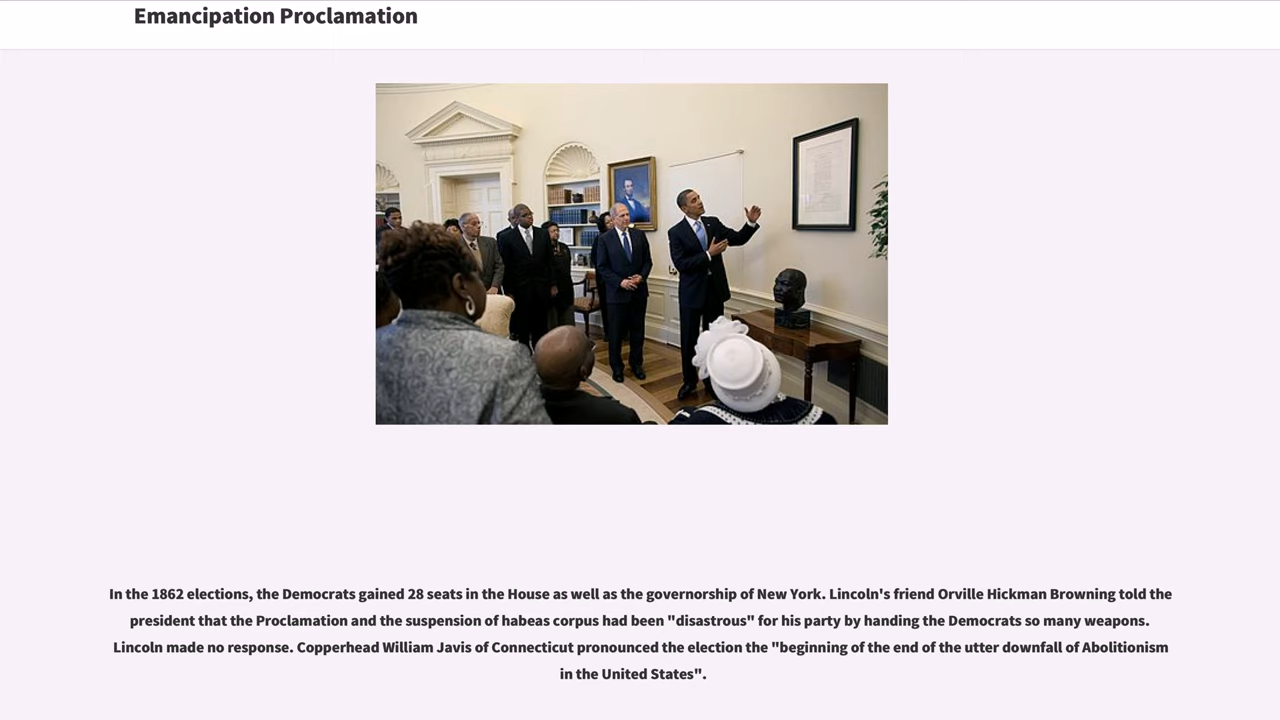 Emancipation Proclamation
In the 1862 elections, the Democrats gained 28 seats in the House as well as the governorship of New York. Lincoln's friend Orville Hickman Browning told the
president that the Proclamation and the suspension of habeas corpus had been "disastrous" for his party by handing the Democrats so many weapons.
Lincoln made no response. Copperhead William Javis of Connecticut pronounced the election the "beginning of the end of the utter downfall of Abolitionism
in the United States".